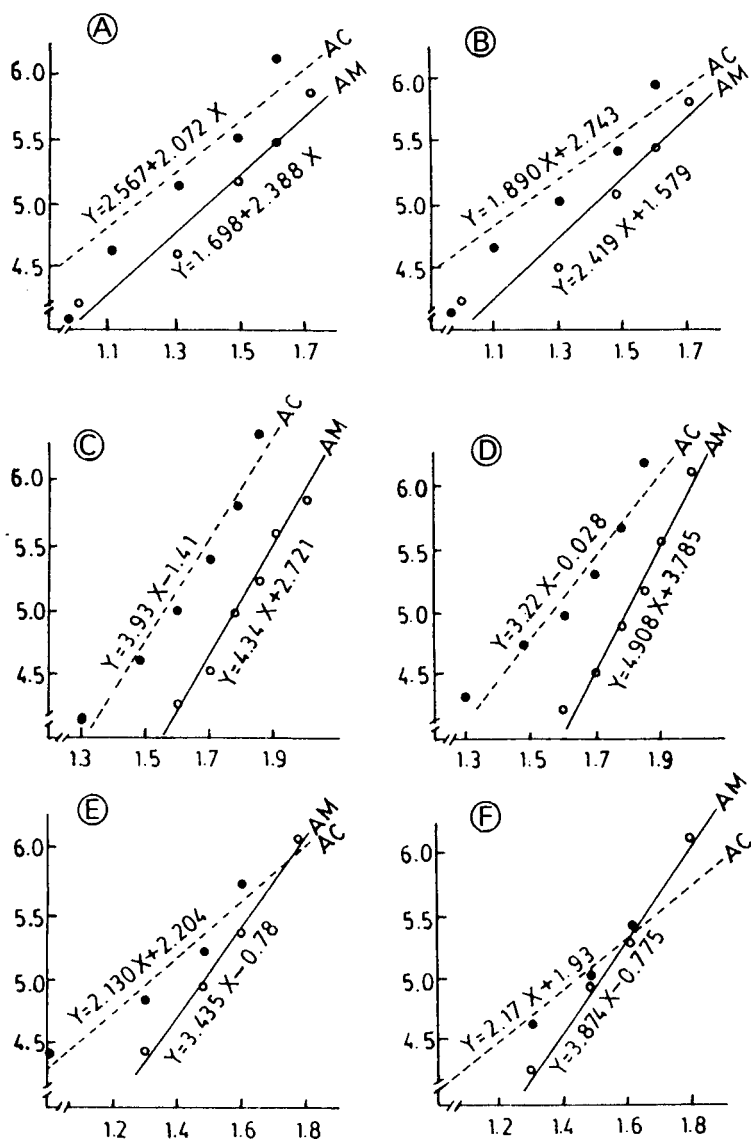 A
AC
AM
6.0
5.5
5.0
4.5
Y=2.567+2.072 X
Y=1.698+2.388 X
1.1 1.3 1.5 1.7
B
AC
AM
6.0
5.5
5.0
4.5
Y=1.890X+2.743
Y=2.419 X+1.579
1.1 1.3 1.5 1.7
C
AC
AM
6.0
5.5
5.0
4.5
Y=3.93 X-1.41
Y=4.34 X+2.721
1.3 1.5 1.7 1.9
D
AC
AM
6.0
5.5
5.0
4.5
Y=3.22 X-0.028
Y=4.908X+3.785
1.3 1.5 1.7 1.9
E
AM
AC
6.0
5.5
5.0
4.5
Y=2.130X+2.204
Y=3.435 X-0.78
1.2 1.4 1.6 1.8
F
AM
AC
6.0
5.5
5.0
4.5
Y=2.17 X+1.93
Y=3.874X-0.775
1.2 1.4 1.6 1.8